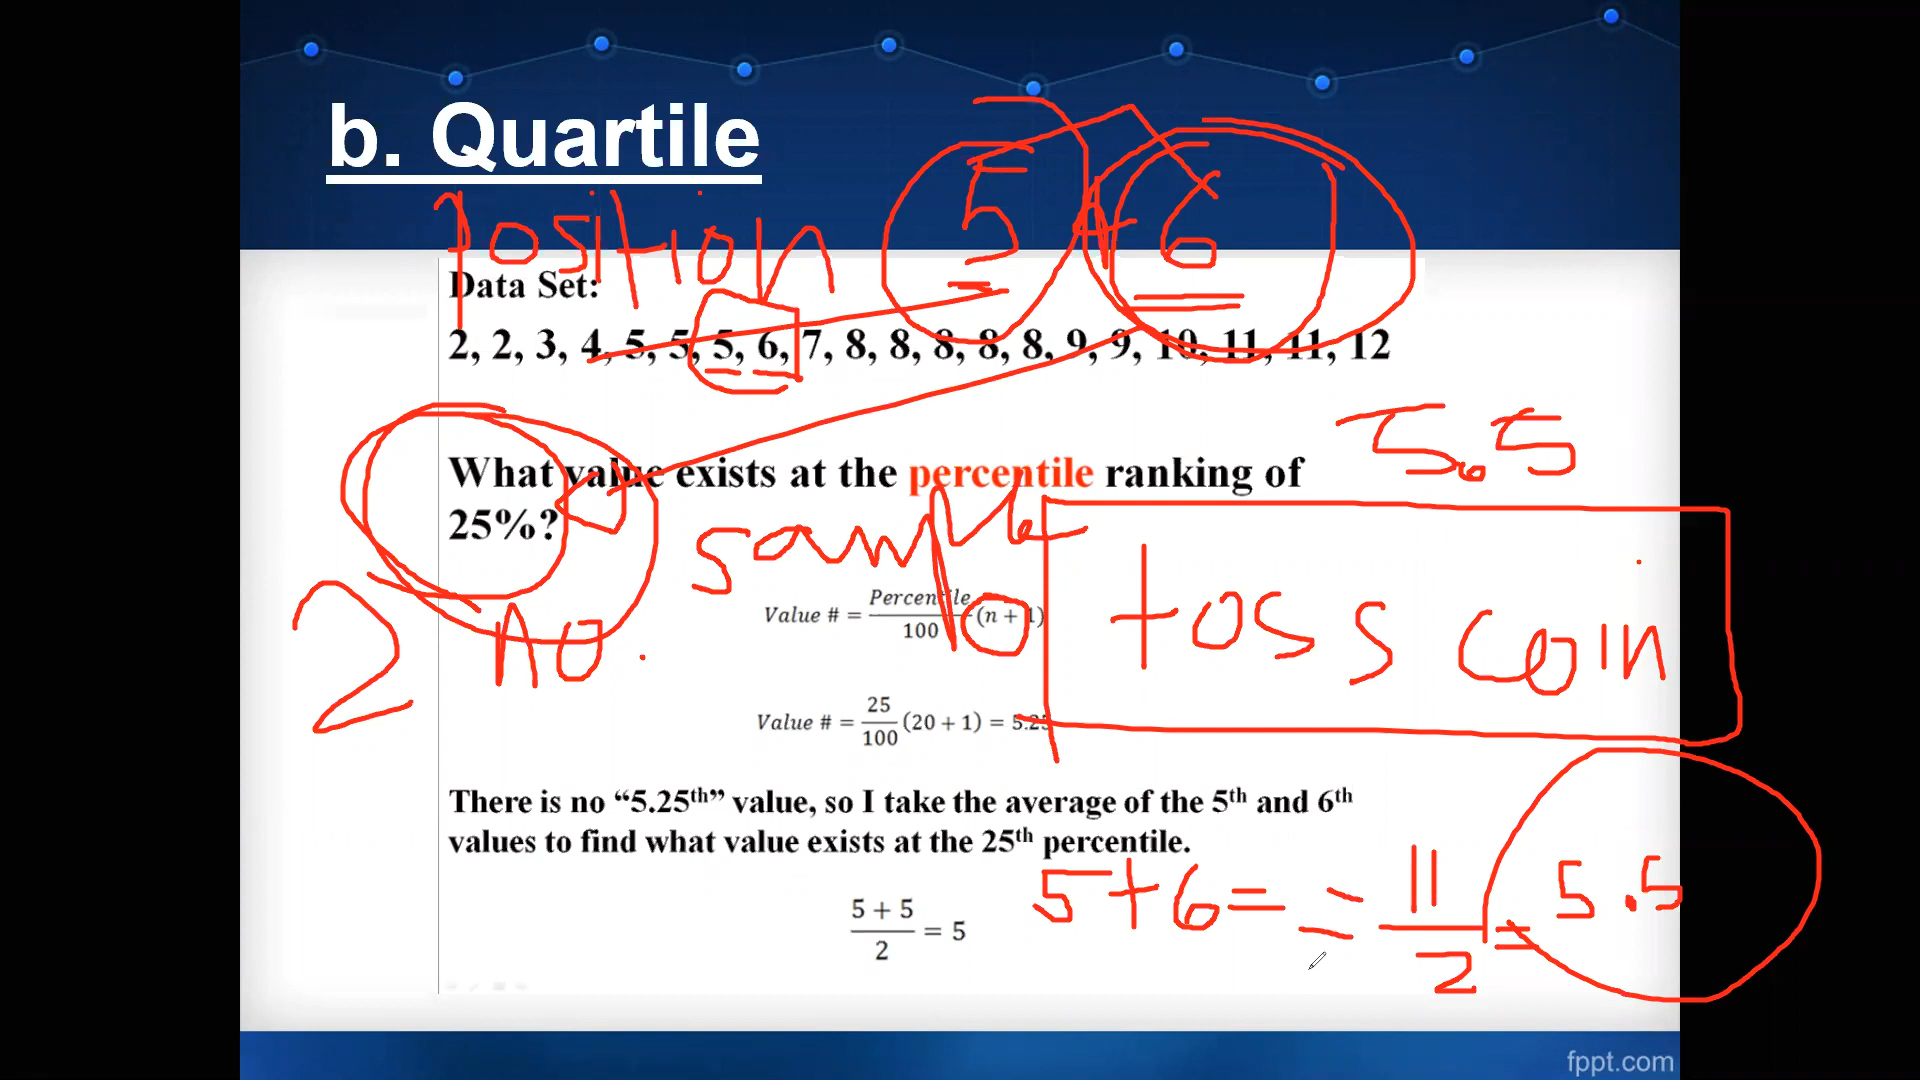 b. Quartile
Position 5 + 6
Data Set:
2, 2, 3, 4, 5, 5, 5, 6, 7, 8, 8, 8, 8, 8, 9, 9, 10, 11, 11, 12
5.5
What value exists at the percentile ranking of
25%?
sample
toss coin
2 no.
Value # = Percentile / 100 (n + 1)
Value # = 25 / 100 (20 + 1) = 5.25
There is no “5.25th” value, so I take the average of the 5th and 6th
values to find what value exists at the 25th percentile.
5 + 5 / 2 = 5
5+6= = 11 / 2 = 5.5
fppt.com